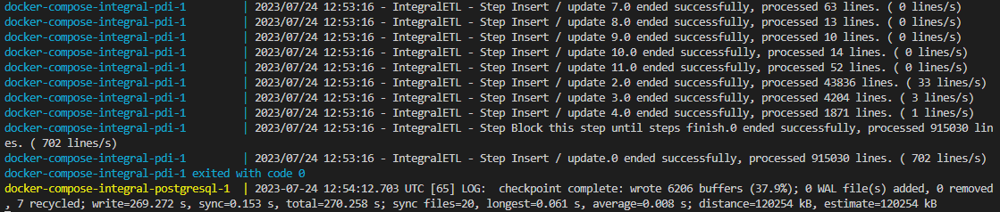 docker-compose-integral-pdi-1         | 2023/07/24 12:53:16 - IntegralETL - Step Insert / update 7.0 ended successfully, processed 63 lines. ( 0 lines/s)
docker-compose-integral-pdi-1         | 2023/07/24 12:53:16 - IntegralETL - Step Insert / update 8.0 ended successfully, processed 13 lines. ( 0 lines/s)
docker-compose-integral-pdi-1         | 2023/07/24 12:53:16 - IntegralETL - Step Insert / update 9.0 ended successfully, processed 10 lines. ( 0 lines/s)
docker-compose-integral-pdi-1         | 2023/07/24 12:53:16 - IntegralETL - Step Insert / update 10.0 ended successfully, processed 14 lines. ( 0 lines/s)
docker-compose-integral-pdi-1         | 2023/07/24 12:53:16 - IntegralETL - Step Insert / update 11.0 ended successfully, processed 52 lines. ( 0 lines/s)
docker-compose-integral-pdi-1         | 2023/07/24 12:53:16 - IntegralETL - Step Insert / update 2.0 ended successfully, processed 43836 lines. ( 33 lines/s)
docker-compose-integral-pdi-1         | 2023/07/24 12:53:16 - IntegralETL - Step Insert / update 3.0 ended successfully, processed 4204 lines. ( 3 lines/s)
docker-compose-integral-pdi-1         | 2023/07/24 12:53:16 - IntegralETL - Step Insert / update 4.0 ended successfully, processed 1871 lines. ( 1 lines/s)
docker-compose-integral-pdi-1         | 2023/07/24 12:53:16 - IntegralETL - Step Block this step until steps finish.0 ended successfully, processed 915030 lin
es. ( 702 lines/s)
docker-compose-integral-pdi-1         | 2023/07/24 12:53:16 - IntegralETL - Step Insert / update.0 ended successfully, processed 915030 lines. ( 702 lines/s)
docker-compose-integral-pdi-1 exited with code 0
docker-compose-integral-postgresql-1  | 2023-07-24 12:54:12.703 UTC [65] LOG:  checkpoint complete: wrote 6206 buffers (37.9%); 0 WAL file(s) added, 0 removed
, 7 recycled; write=269.272 s, sync=0.153 s, total=270.258 s; sync files=20, longest=0.061 s, average=0.008 s; distance=120254 kB, estimate=120254 kB